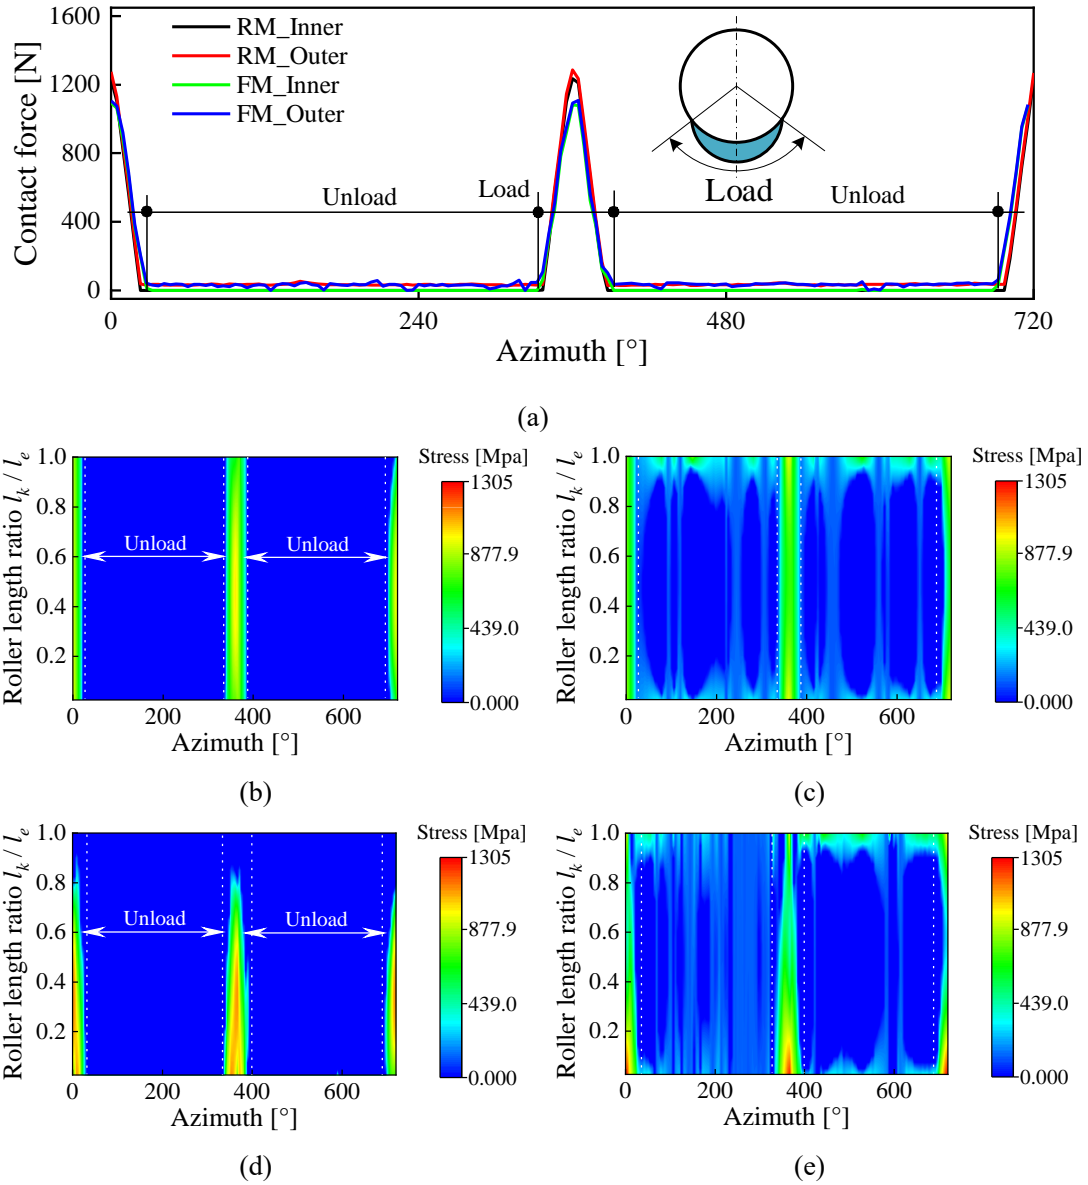 RM_Inner
RM_Outer
FM_Inner
FM_Outer
Contact force [N]
1600
1200
800
400
0
Unload
Load
Load
Unload
0
240
480
720
Azimuth [°]
(a)
Roller length ratio l_k / l_e
1.0
0.8
0.6
0.4
0.2
Unload
Unload
0
200
400
600
Azimuth [°]
Stress [Mpa]
1305
877.9
439.0
0.000
(b)
Roller length ratio l_k / l_e
1.0
0.8
0.6
0.4
0.2
0
200
400
600
Azimuth [°]
Stress [Mpa]
1305
877.9
439.0
0.000
(c)
Roller length ratio l_k / l_e
1.0
0.8
0.6
0.4
0.2
Unload
Unload
0
200
400
600
Azimuth [°]
Stress [Mpa]
1305
877.9
439.0
0.000
(d)
Roller length ratio l_k / l_e
1.0
0.8
0.6
0.4
0.2
0
200
400
600
Azimuth [°]
Stress [Mpa]
1305
877.9
439.0
0.000
(e)